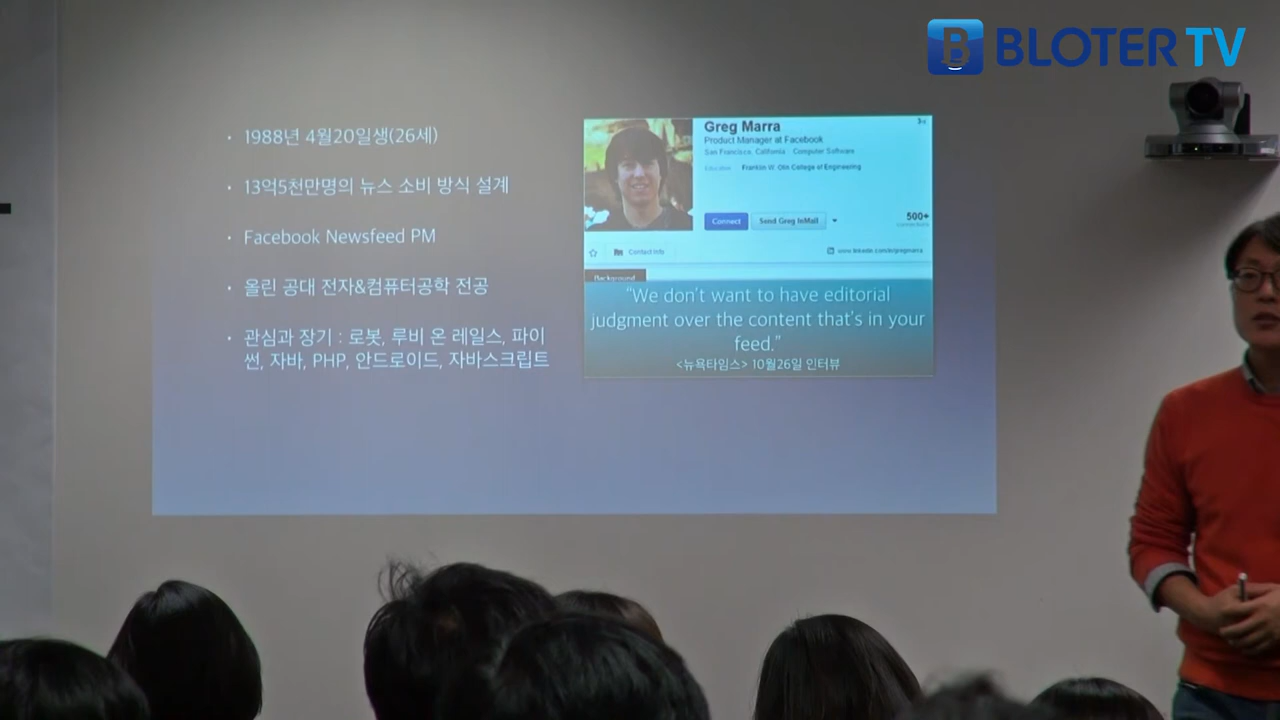 BLOTER TV
• 1988년 4월20일생(26세)
• 13억5천만명의 뉴스 소비 방식 설계
• Facebook Newsfeed PM
• 올린 공대 전자&컴퓨터공학 전공
• 관심과 장기 : 로봇, 루비 온 레일스, 파이
썬, 자바, PHP, 안드로이드, 자바스크립트
Greg Marra
Product Manager at Facebook
San Francisco, California Computer Software
Education Franklin W. Olin College of Engineering
Connect Send Greg InMail
500+
Contact Info www.linkedin.com/in/gregmarra
Background
"We don't want to have editorial
judgment over the content that's in your
feed."
<뉴욕타임스> 10월26일 인터뷰